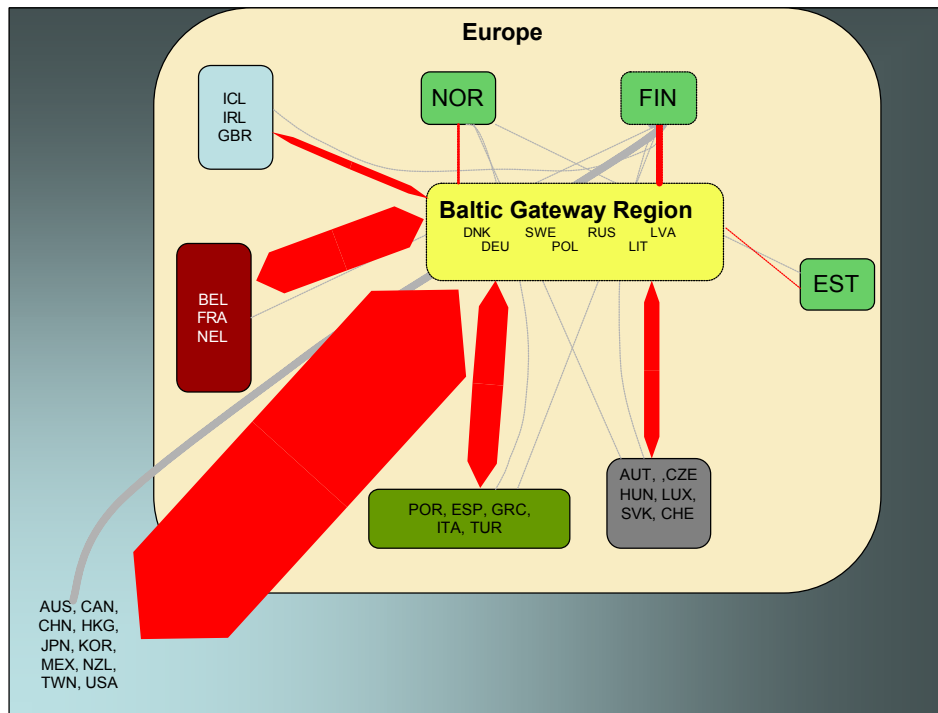 Europe
ICL
IRL
GBR
NOR
FIN
Baltic Gateway Region
DNK SWE RUS LVA
DEU POL LIT
EST
BEL
FRA
NEL
POR, ESP, GRC,
ITA, TUR
AUT, ,CZE
HUN, LUX,
SVK, CHE
AUS, CAN,
CHN, HKG,
JPN, KOR,
MEX, NZL,
TWN, USA